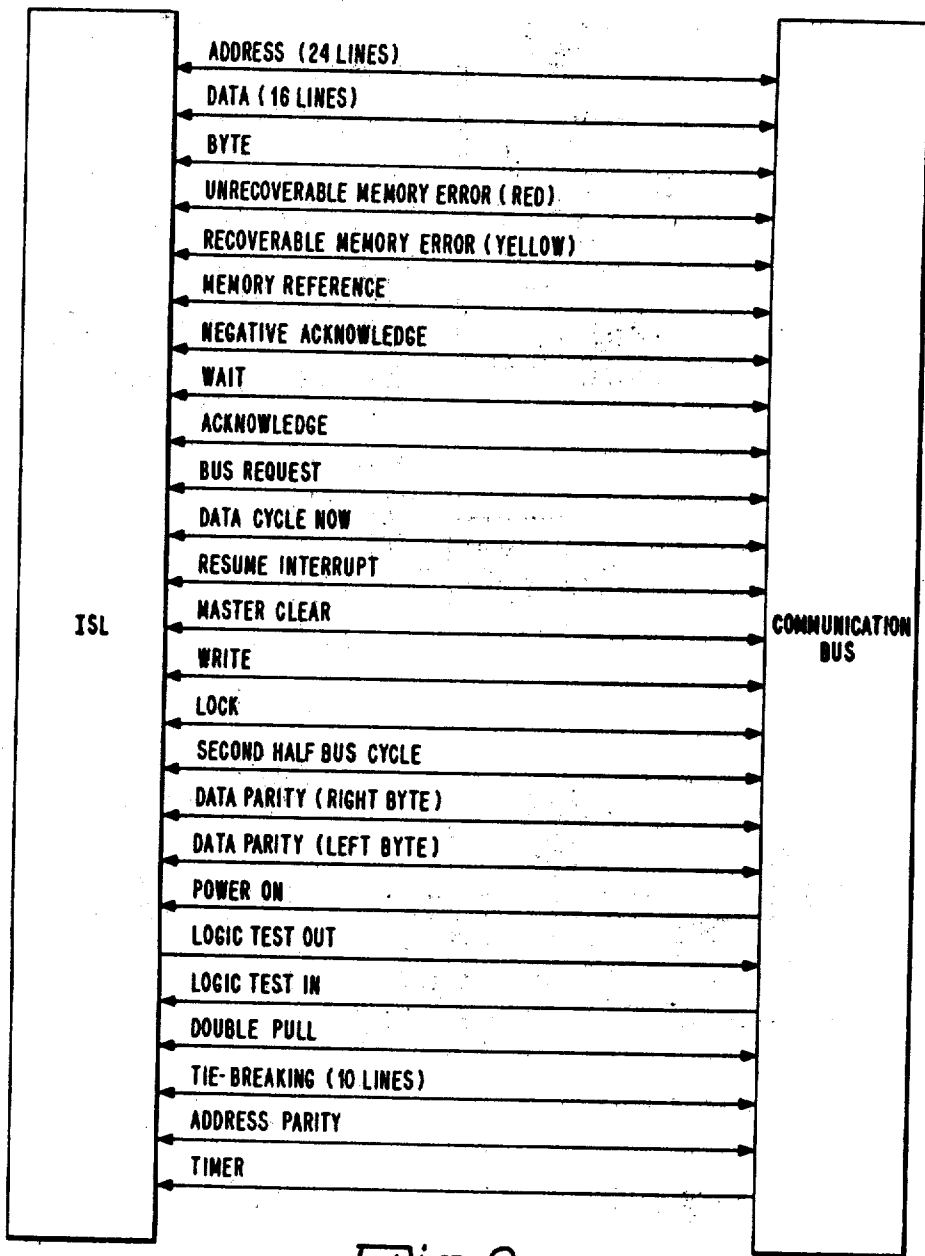 ADDRESS (24 LINES)
DATA (16 LINES)
BYTE
UNRECOVERABLE MEMORY ERROR (RED)
RECOVERABLE MEMORY ERROR (YELLOW)
MEMORY REFERENCE
NEGATIVE ACKNOWLEDGE
WAIT
ACKNOWLEDGE
BUS REQUEST
DATA CYCLE NOW
RESUME INTERRUPT
MASTER CLEAR
ISL
COMMUNICATION
BUS
WRITE
LOCK
SECOND HALF BUS CYCLE
DATA PARITY (RIGHT BYTE)
DATA PARITY (LEFT BYTE)
POWER ON
LOGIC TEST OUT
LOGIC TEST IN
DOUBLE PULL
TIE-BREAKING (10 LINES)
ADDRESS PARITY
TIMER